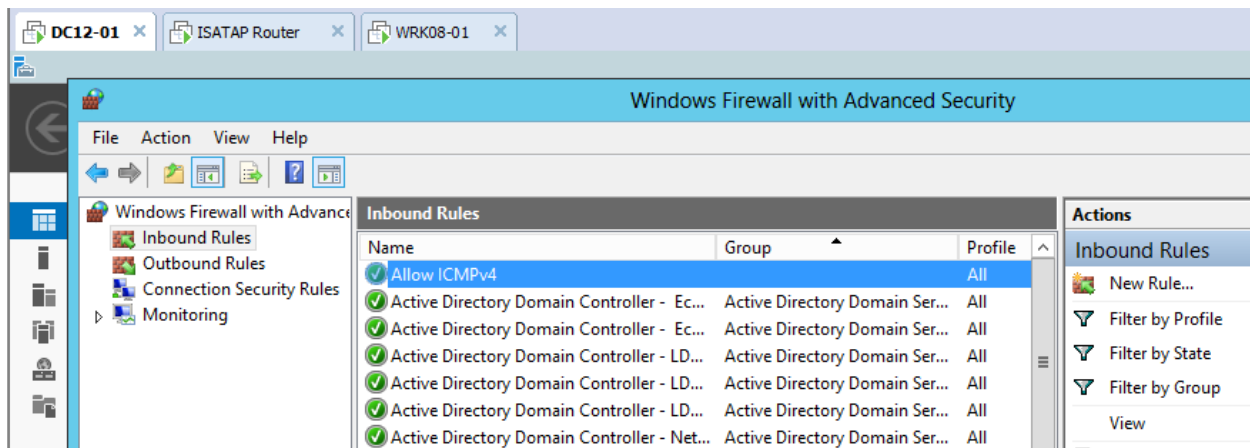 DC12-01 ISATAP Router WRK08-01
Windows Firewall with Advanced Security
File Action View Help
Windows Firewall with Advance
Inbound Rules
Outbound Rules
Connection Security Rules
Monitoring
Inbound Rules
Name Group Profile
Allow ICMPv4 All
Active Directory Domain Controller - Ec... Active Directory Domain Ser... All
Active Directory Domain Controller - Ec... Active Directory Domain Ser... All
Active Directory Domain Controller - LD... Active Directory Domain Ser... All
Active Directory Domain Controller - LD... Active Directory Domain Ser... All
Active Directory Domain Controller - LD... Active Directory Domain Ser... All
Active Directory Domain Controller - Net... Active Directory Domain Ser... All
Actions
Inbound Rules
New Rule...
Filter by Profile
Filter by State
Filter by Group
View